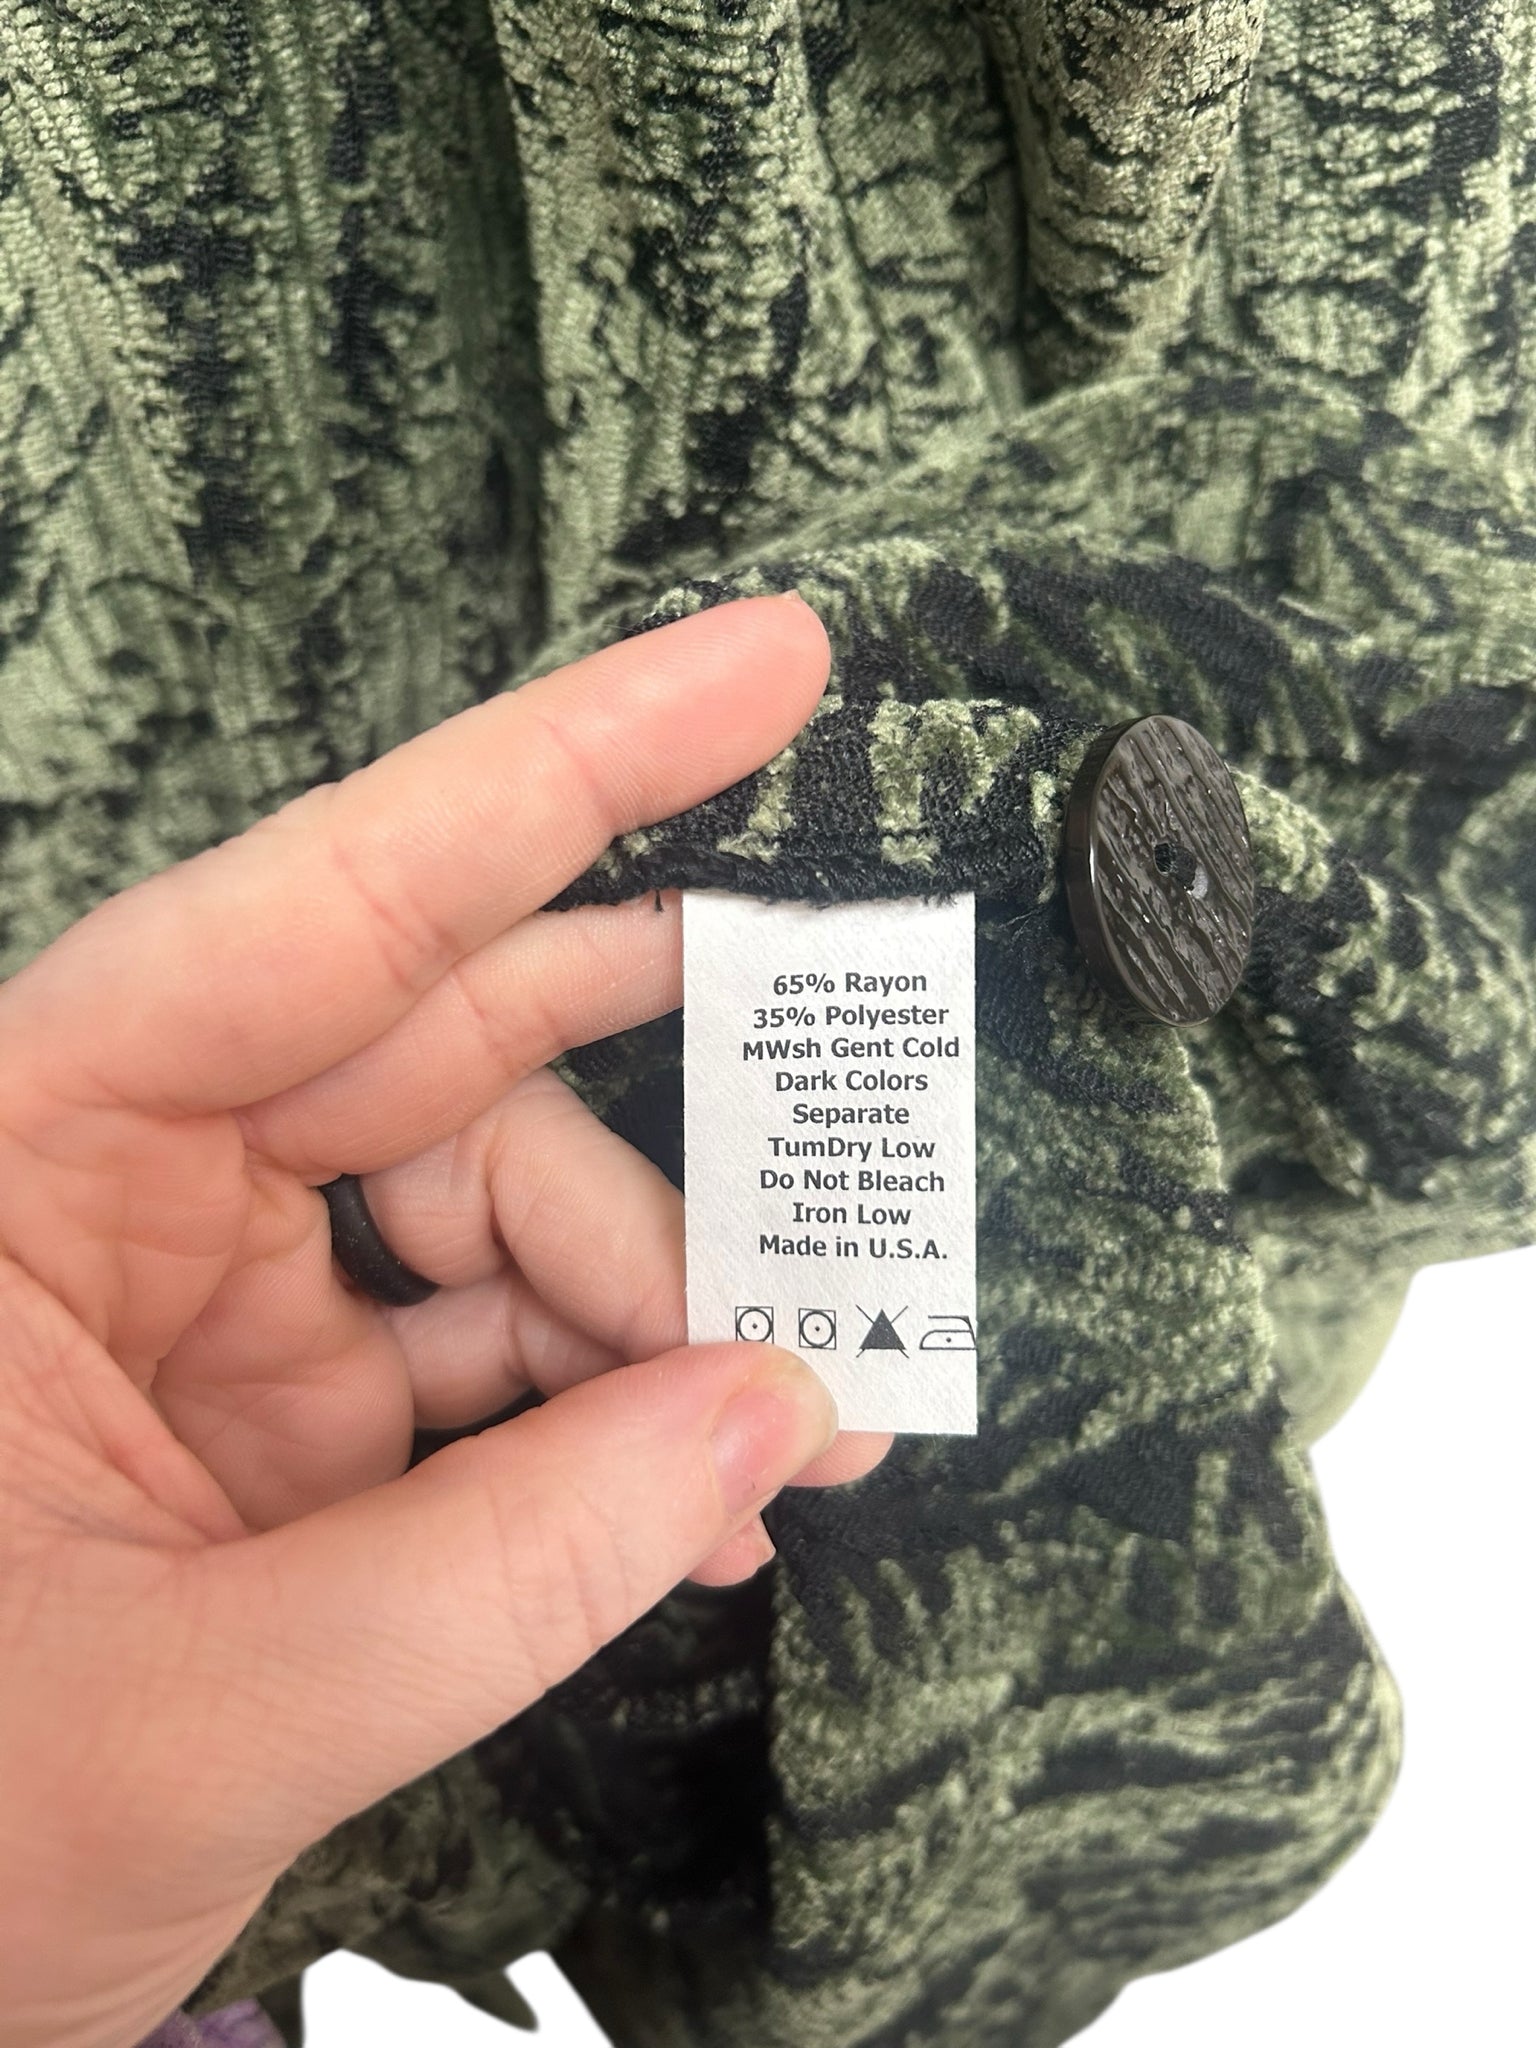 65% Rayon
35% Polyester
MWsh Gent Cold
Dark Colors
Separate
TumDry Low
Do Not Bleach
Iron Low
Made in U.S.A.